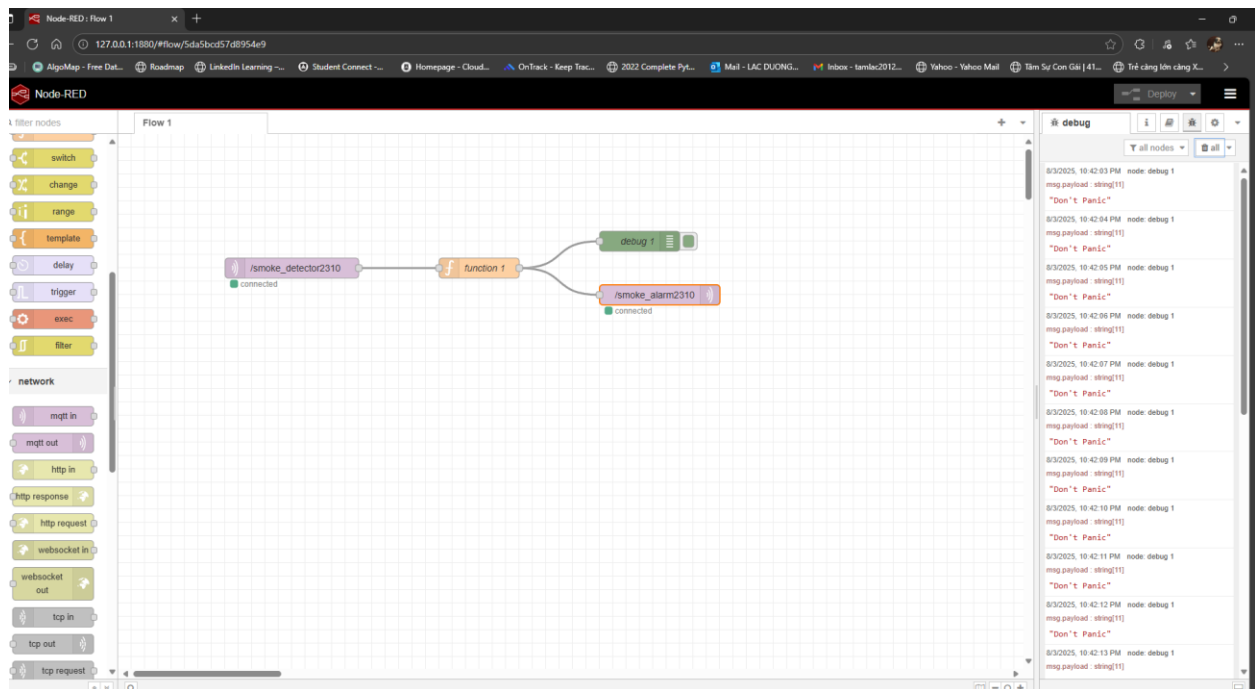 Node-RED : Flow 1
127.0.0.1:1880/#flow/5da5bcd57d8954e9
AlgoMap - Free Dat...
Roadmap
LinkedIn Learning –...
Student Connect -...
Homepage - Cloud...
OnTrack - Keep Trac...
2022 Complete Pyt...
Mail - LAC DUONG...
Inbox - tamlac2012...
Yahoo - Yahoo Mail
Tâm Sự Con Gái | 41...
Trẻ càng lớn càng X...
Node-RED
Deploy
filter nodes
switch
change
range
template
delay
trigger
exec
filter
network
mqtt in
mqtt out
http in
http response
http request
websocket in
websocket
out
tcp in
tcp out
tcp request
Flow 1
/smoke_detector2310
connected
function 1
debug 1
/smoke_alarm2310
connected
debug
i
all nodes
all
8/3/2025, 10:42:03 PM node: debug 1
msg.payload : string[11]
"Don't Panic"
8/3/2025, 10:42:04 PM node: debug 1
msg.payload : string[11]
"Don't Panic"
8/3/2025, 10:42:05 PM node: debug 1
msg.payload : string[11]
"Don't Panic"
8/3/2025, 10:42:06 PM node: debug 1
msg.payload : string[11]
"Don't Panic"
8/3/2025, 10:42:07 PM node: debug 1
msg.payload : string[11]
"Don't Panic"
8/3/2025, 10:42:08 PM node: debug 1
msg.payload : string[11]
"Don't Panic"
8/3/2025, 10:42:09 PM node: debug 1
msg.payload : string[11]
"Don't Panic"
8/3/2025, 10:42:10 PM node: debug 1
msg.payload : string[11]
"Don't Panic"
8/3/2025, 10:42:11 PM node: debug 1
msg.payload : string[11]
"Don't Panic"
8/3/2025, 10:42:12 PM node: debug 1
msg.payload : string[11]
"Don't Panic"
8/3/2025, 10:42:13 PM node: debug 1
msg.payload : string[11]